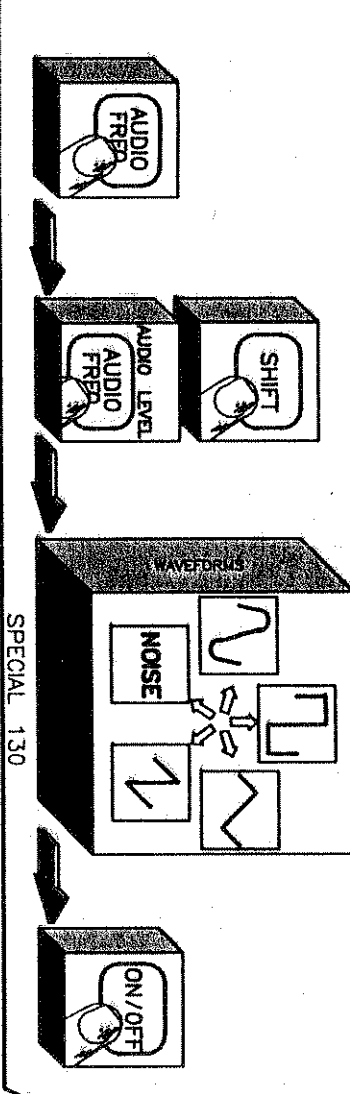 AUDIO
FREQ
SHIFT
AUDIO LEVEL
AUDIO
FREQ
WAVEFORMS
NOISE
SPECIAL 130
ON/OFF